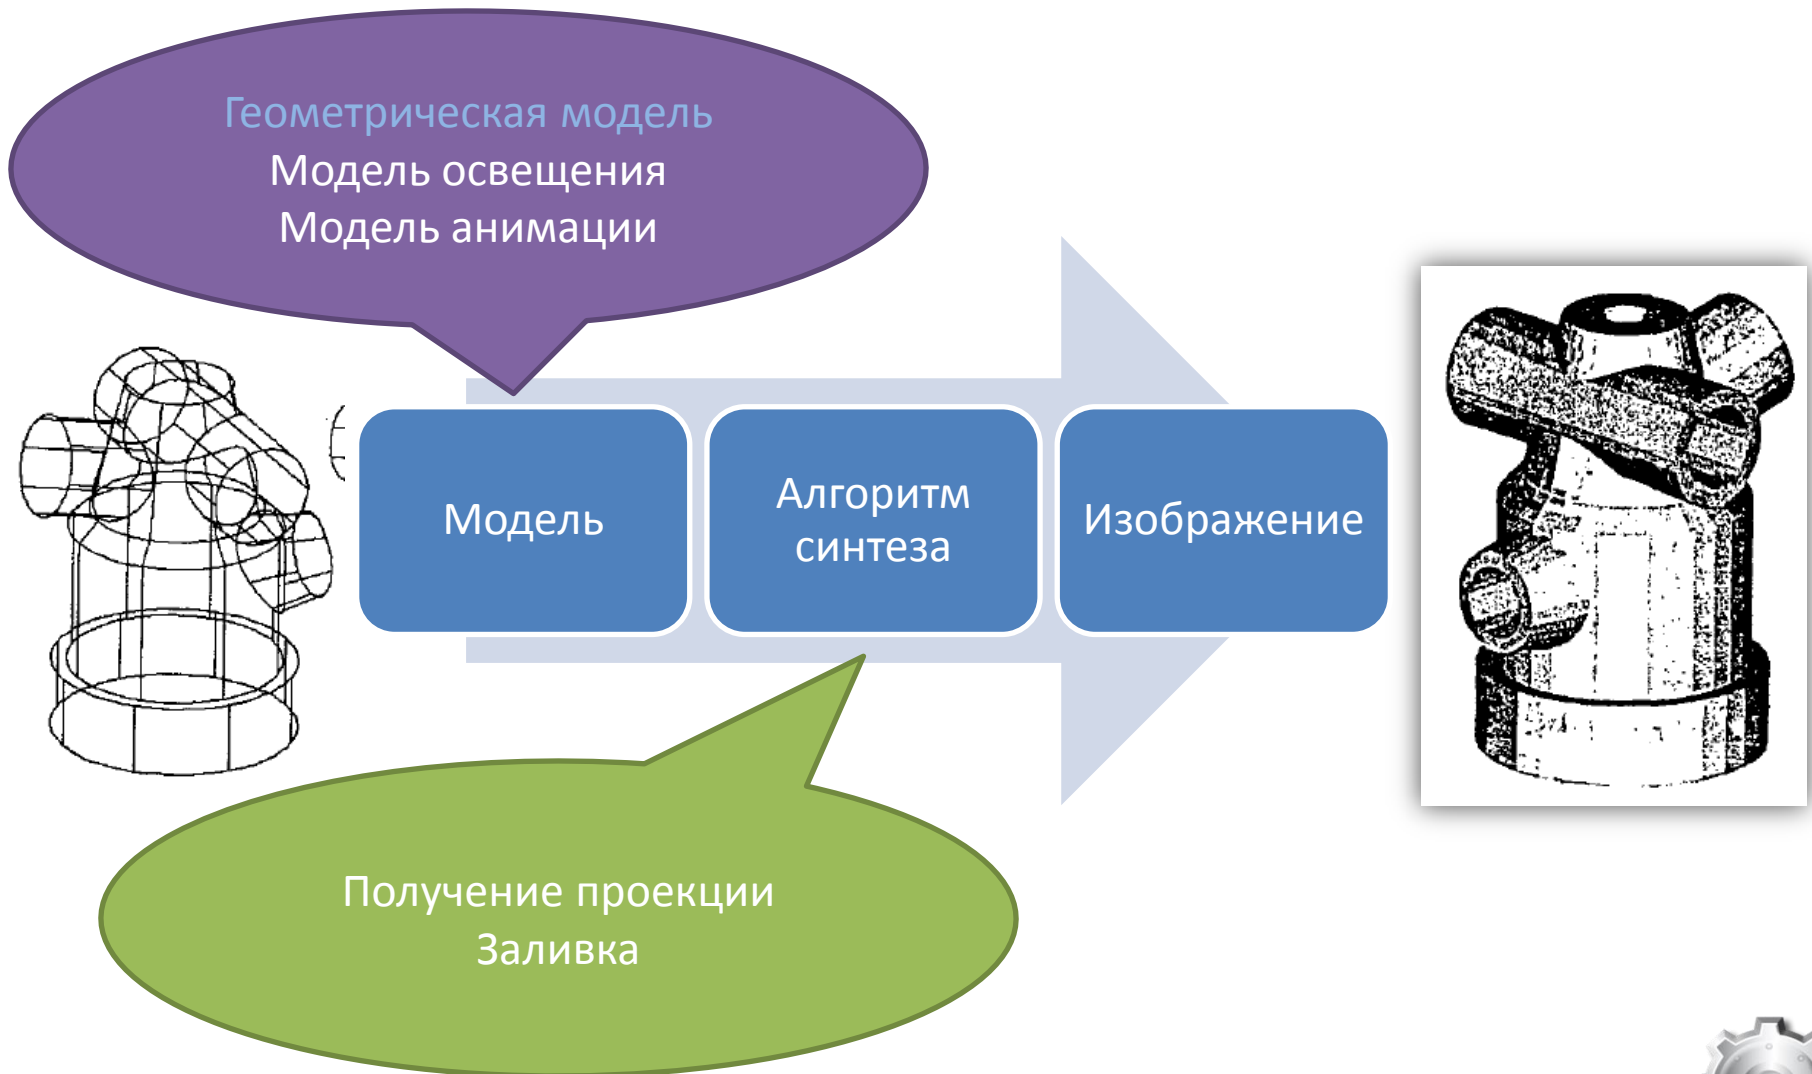 Геометрическая модель
Модель освещения
Модель анимации
Модель
Алгоритм
синтеза
Изображение
Получение проекции
Заливка